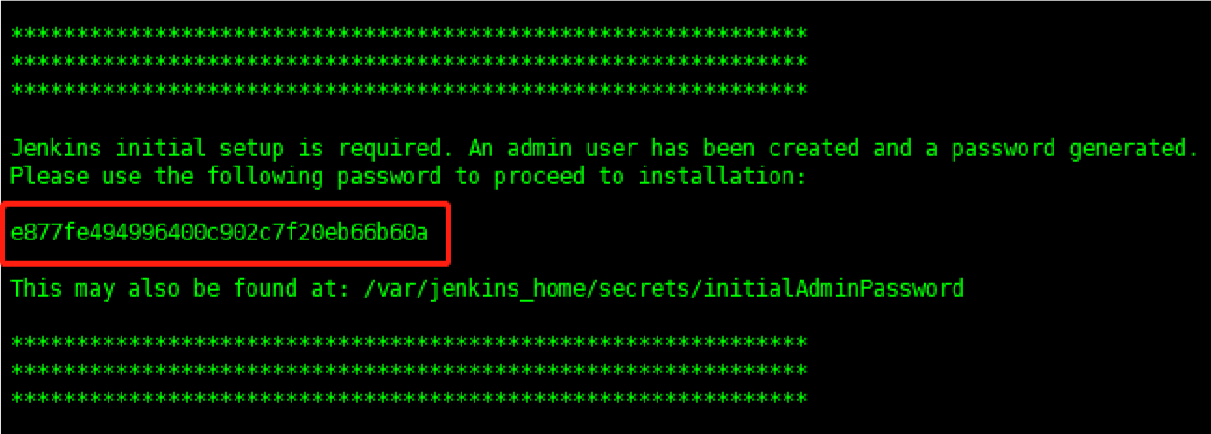 *************************************************************
*************************************************************
*************************************************************
Jenkins initial setup is required. An admin user has been created and a password generated.
Please use the following password to proceed to installation:
e877fe494996400c902c7f20eb66b60a
This may also be found at: /var/jenkins_home/secrets/initialAdminPassword
*************************************************************
*************************************************************
*************************************************************